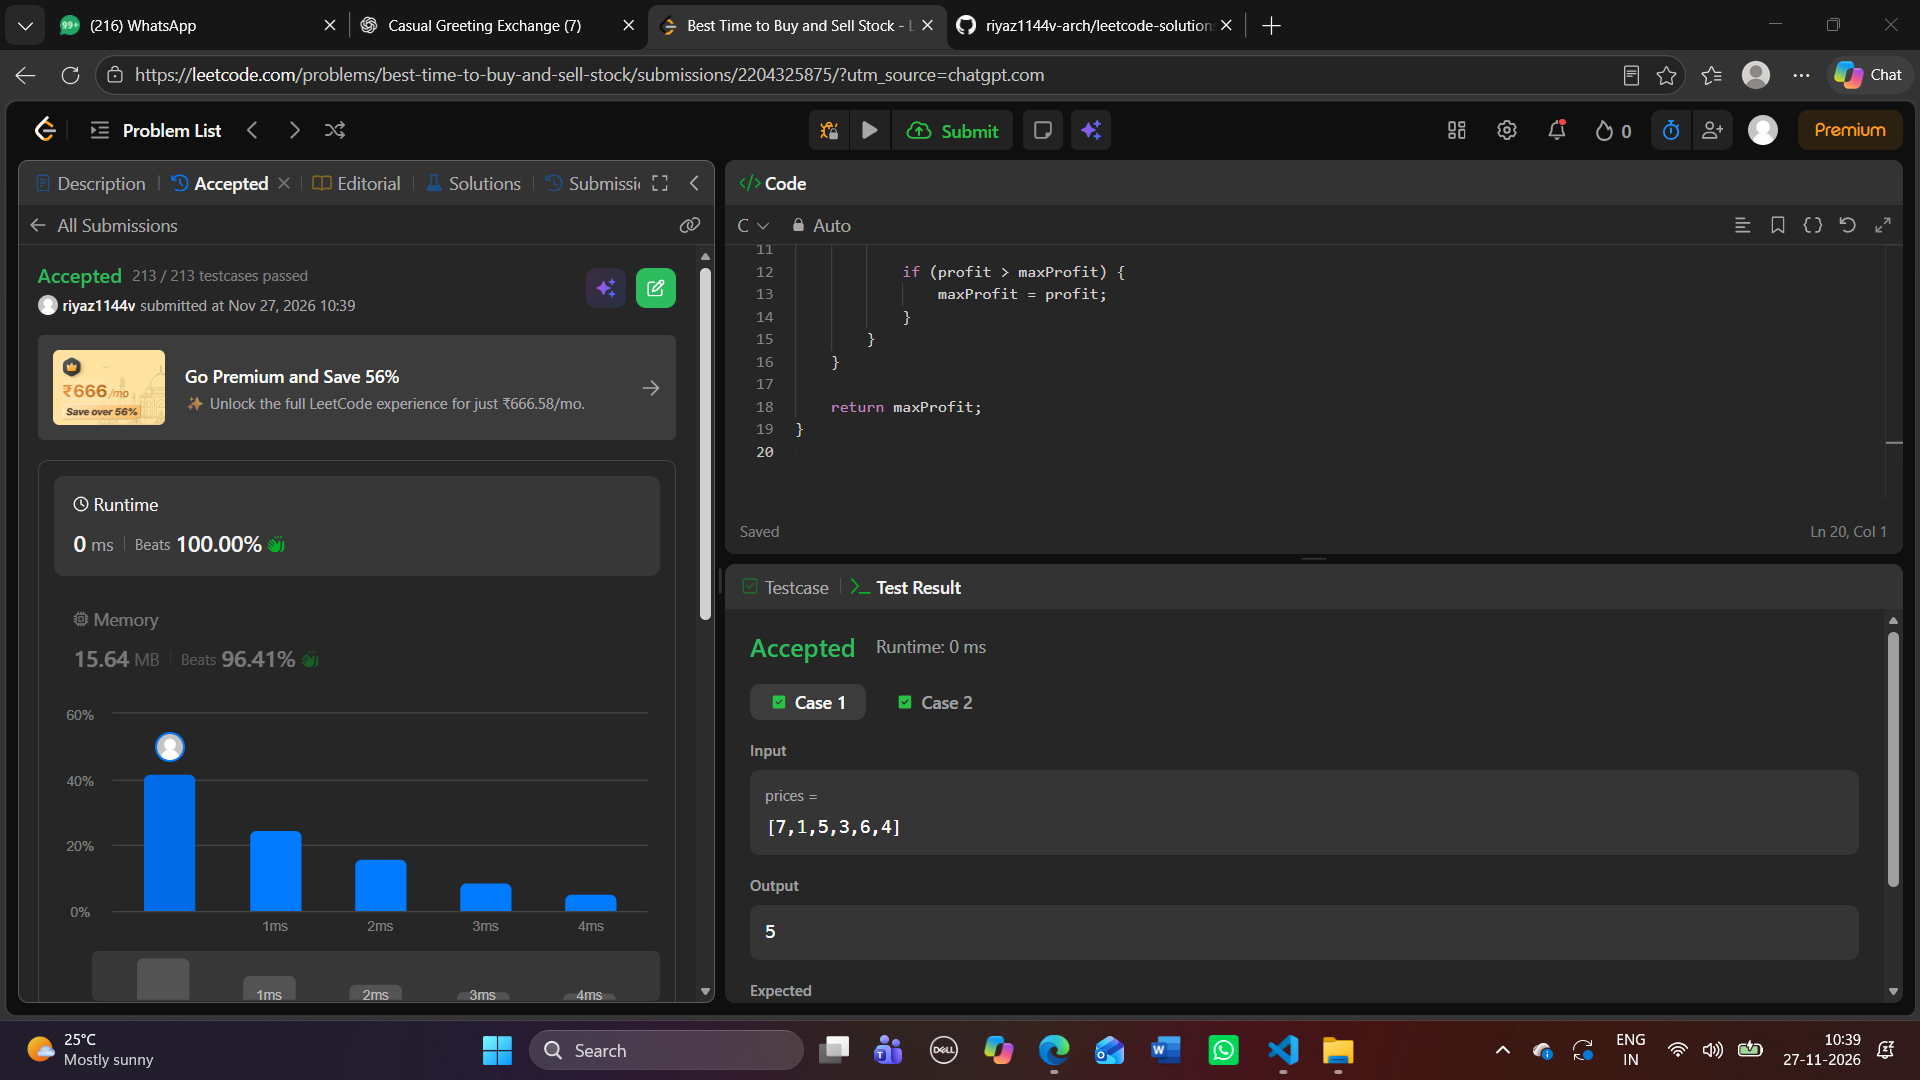 99+ (216) WhatsApp
Casual Greeting Exchange (7)
Best Time to Buy and Sell Stock - L
riyaz1144v-arch/leetcode-solutions
https://leetcode.com/problems/best-time-to-buy-and-sell-stock/submissions/2204325875/?utm_source=chatgpt.com
Chat
Problem List
Submit
0
Premium
Description
Accepted
Editorial
Solutions
Submissi
All Submissions
Accepted 213 / 213 testcases passed
riyaz1144v submitted at Nov 27, 2026 10:39
₹666 /mo
Save over 56%
Go Premium and Save 56%
✨ Unlock the full LeetCode experience for just ₹666.58/mo.
Runtime
0 ms | Beats 100.00%
Memory
15.64 MB | Beats 96.41%
60%
40%
20%
0%
1ms 2ms 3ms 4ms
1ms 2ms 3ms 4ms
</> Code
C Auto
11
12 if (profit > maxProfit) {
13 maxProfit = profit;
14 }
15 }
16 }
17
18 return maxProfit;
19 }
20
Saved
Ln 20, Col 1
Testcase
Test Result
Accepted Runtime: 0 ms
Case 1
Case 2
Input
prices =
[7,1,5,3,6,4]
Output
5
Expected
25°C
Mostly sunny
Search
DELL
ENG
IN
10:39
27-11-2026